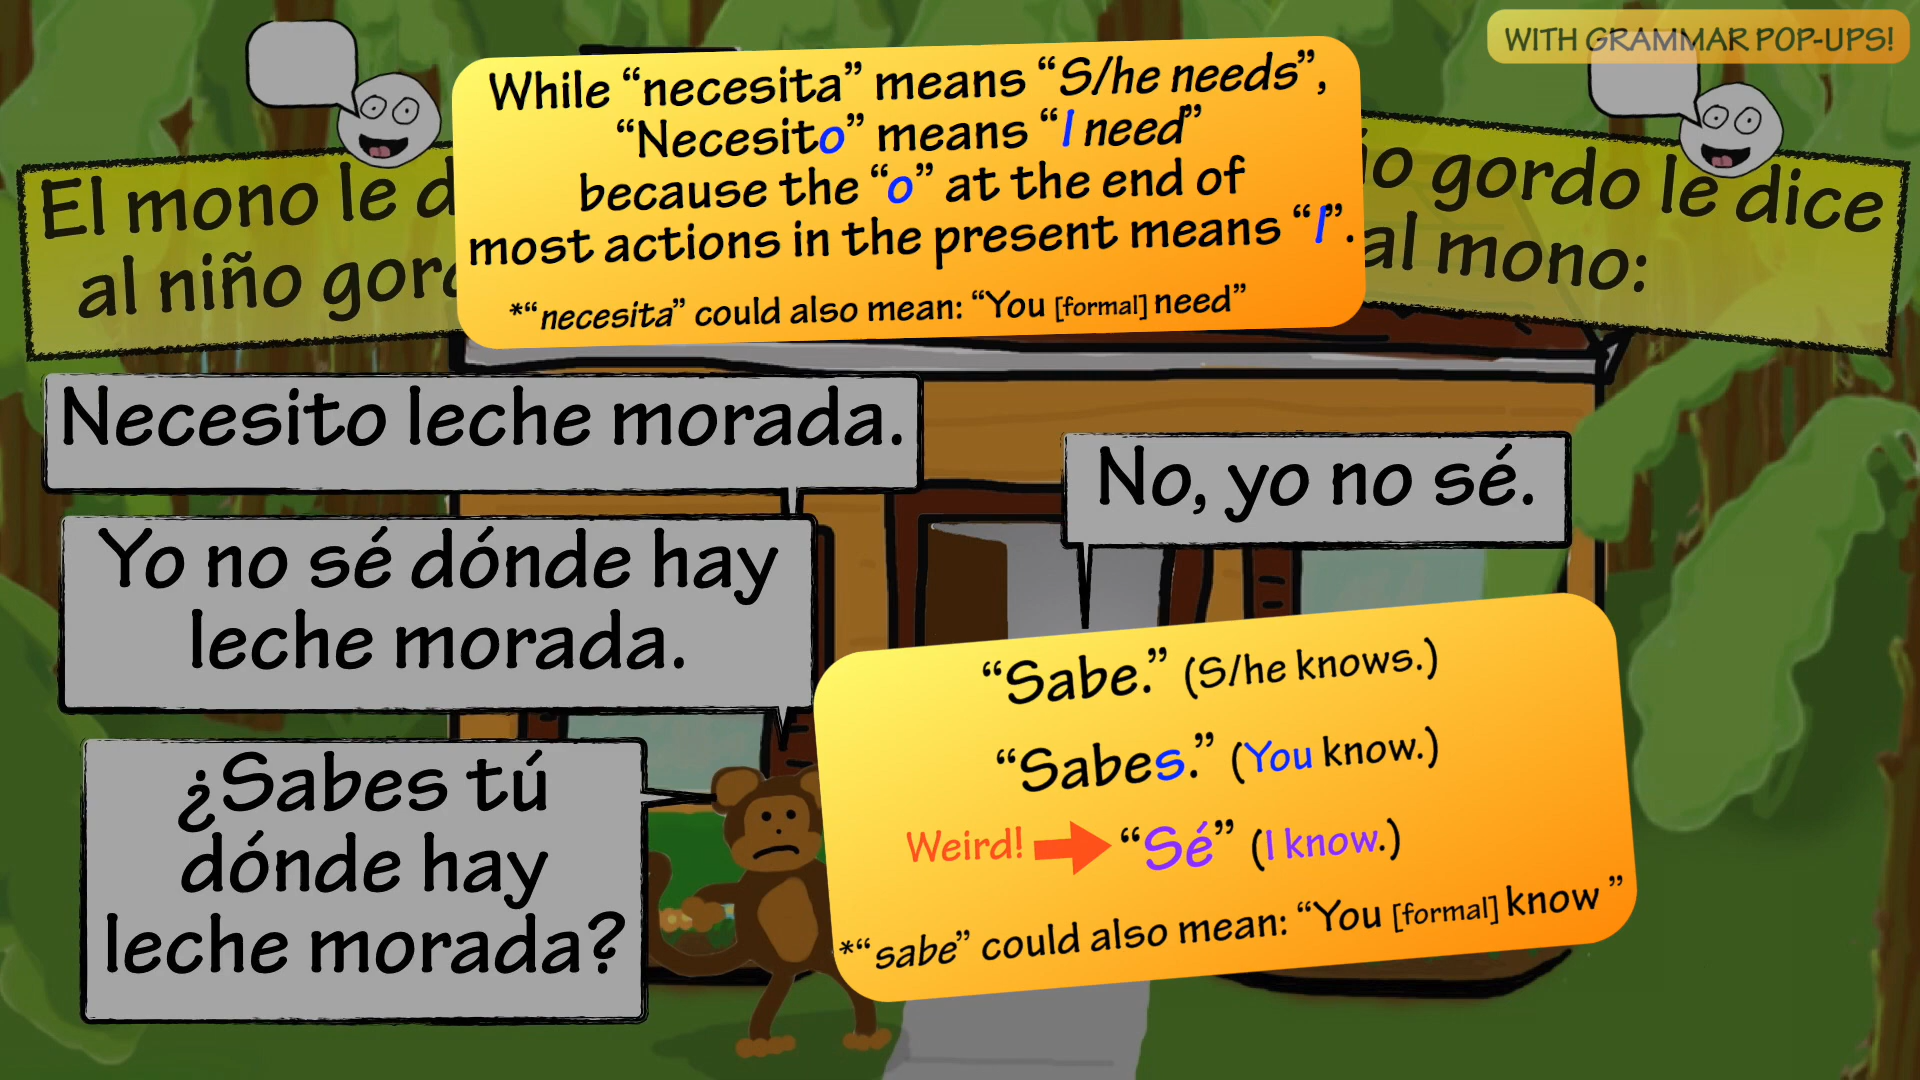 WITH GRAMMAR POP-UPS!
El mono le
al niño
gordo le dice
al mono:
While “necesita” means “S/he needs”,
“Necesito” means “I need”
because the “o” at the end of
most actions in the present means “I”.
*“necesita” could also mean: “You [formal] need”
Necesito leche morada.
Yo no sé dónde hay
leche morada.
¿Sabes tú
dónde hay
leche morada?
No, yo no sé.
“Sabe.” (S/he knows.)
“Sabes.” (You know.)
Weird! “Sé” (I know.)
*“sabe” could also mean: “You [formal] know ”